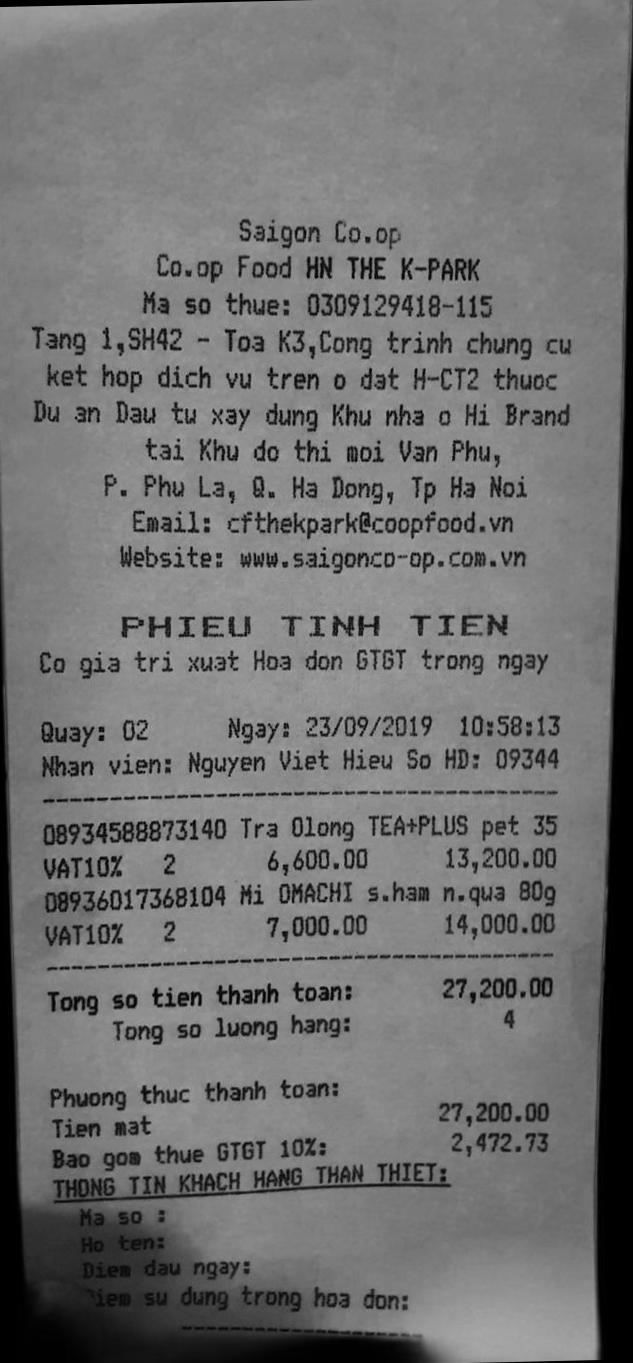 Saigon Co.op
Co.op Food HN THE K-PARK
Ma so thue: 0309129418-115
Tang 1,SH42 - Toa K3,Cong trinh chung cu
ket hop dich vu tren o dat H-CT2 thuoc
Du an Dau tu xay dung Khu nha o Hi Brand
tai Khu do thi moi Van Phu,
P. Phu La, Q. Ha Dong, Tp Ha Noi
Email: cfthekpark@coopfood.vn
Website: www.saigonco-op.com.vn
PHIEU TINH TIEN
Co gia tri xuat Hoa don GTGT trong ngay
Quay: 02 Ngay: 23/09/2019 10:58:13
Nhan vien: Nguyen Viet Hieu So HD: 09344
08934588873140 Tra Olong TEA+PLUS pet 35
VAT10% 2 6,600.00 13,200.00
08936017368104 Mi OMACHI s.ham n.qua 80g
VAT10% 2 7,000.00 14,000.00
Tong so tien thanh toan: 27,200.00
Tong so luong hang: 4
Phuong thuc thanh toan:
Tien mat 27,200.00
Bao gom thue GTGT 10%: 2,472.73
THONG TIN KHACH HANG THAN THIET:
Ma so :
Ho ten:
Diem dau ngay:
Diem su dung trong hoa don: